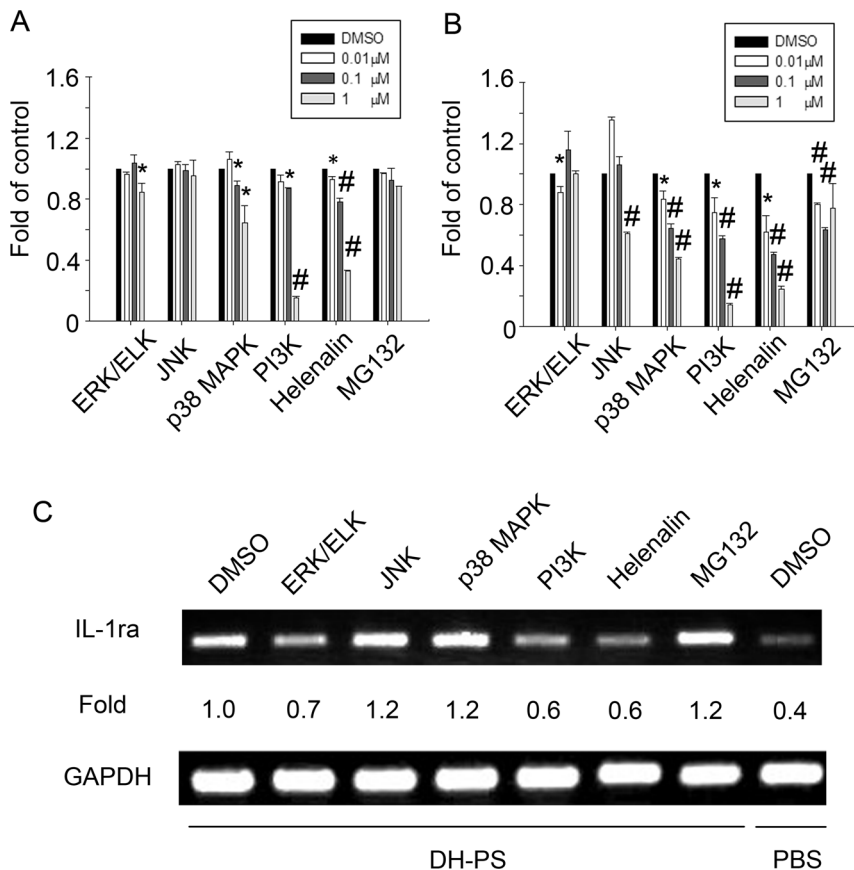 A
DMSO
0.01μM
0.1 μM
1 μM
Fold of control
1.6
1.2
0.8
0.4
0
*
*
*
*
*
#
*
#
#
ERK/ELK
JNK
p38 MAPK
PI3K
Helenalin
MG132
B
DMSO
0.01μM
0.1 μM
1 μM
Fold of control
1.6
1.2
0.8
0.4
0
*
#
*
#
#
*
#
#
*
#
#
#
#
ERK/ELK
JNK
p38 MAPK
PI3K
Helenalin
MG132
C
DMSO ERK/ELK JNK p38 MAPK PI3K Helenalin MG132 DMSO
IL-1ra
Fold 1.0 0.7 1.2 1.2 0.6 0.6 1.2 0.4
GAPDH
DH-PS PBS